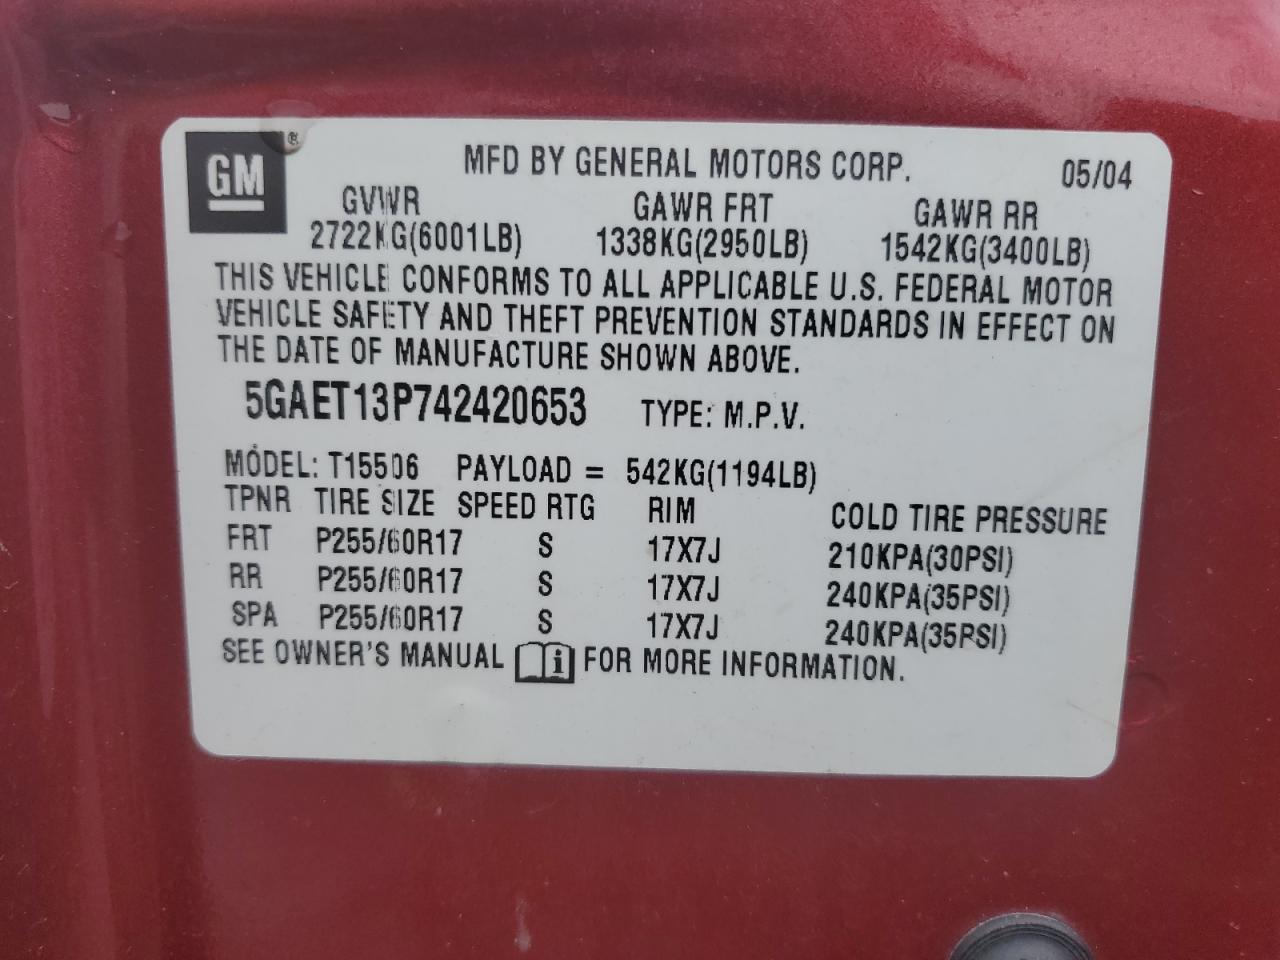 GM ®
MFD BY GENERAL MOTORS CORP. 05/04
GVWR GAWR FRT GAWR RR
2722KG(6001LB) 1338KG(2950LB) 1542KG(3400LB)
THIS VEHICLE CONFORMS TO ALL APPLICABLE U.S. FEDERAL MOTOR
VEHICLE SAFETY AND THEFT PREVENTION STANDARDS IN EFFECT ON
THE DATE OF MANUFACTURE SHOWN ABOVE.
5GAET13P742420653 TYPE: M.P.V.
MODEL: T15506 PAYLOAD = 542KG(1194LB)
TPNR TIRE SIZE SPEED RTG RIM COLD TIRE PRESSURE
FRT P255/60R17 S 17X7J 210KPA(30PSI)
RR P255/60R17 S 17X7J 240KPA(35PSI)
SPA P255/60R17 S 17X7J 240KPA(35PSI)
SEE OWNER'S MANUAL i FOR MORE INFORMATION.